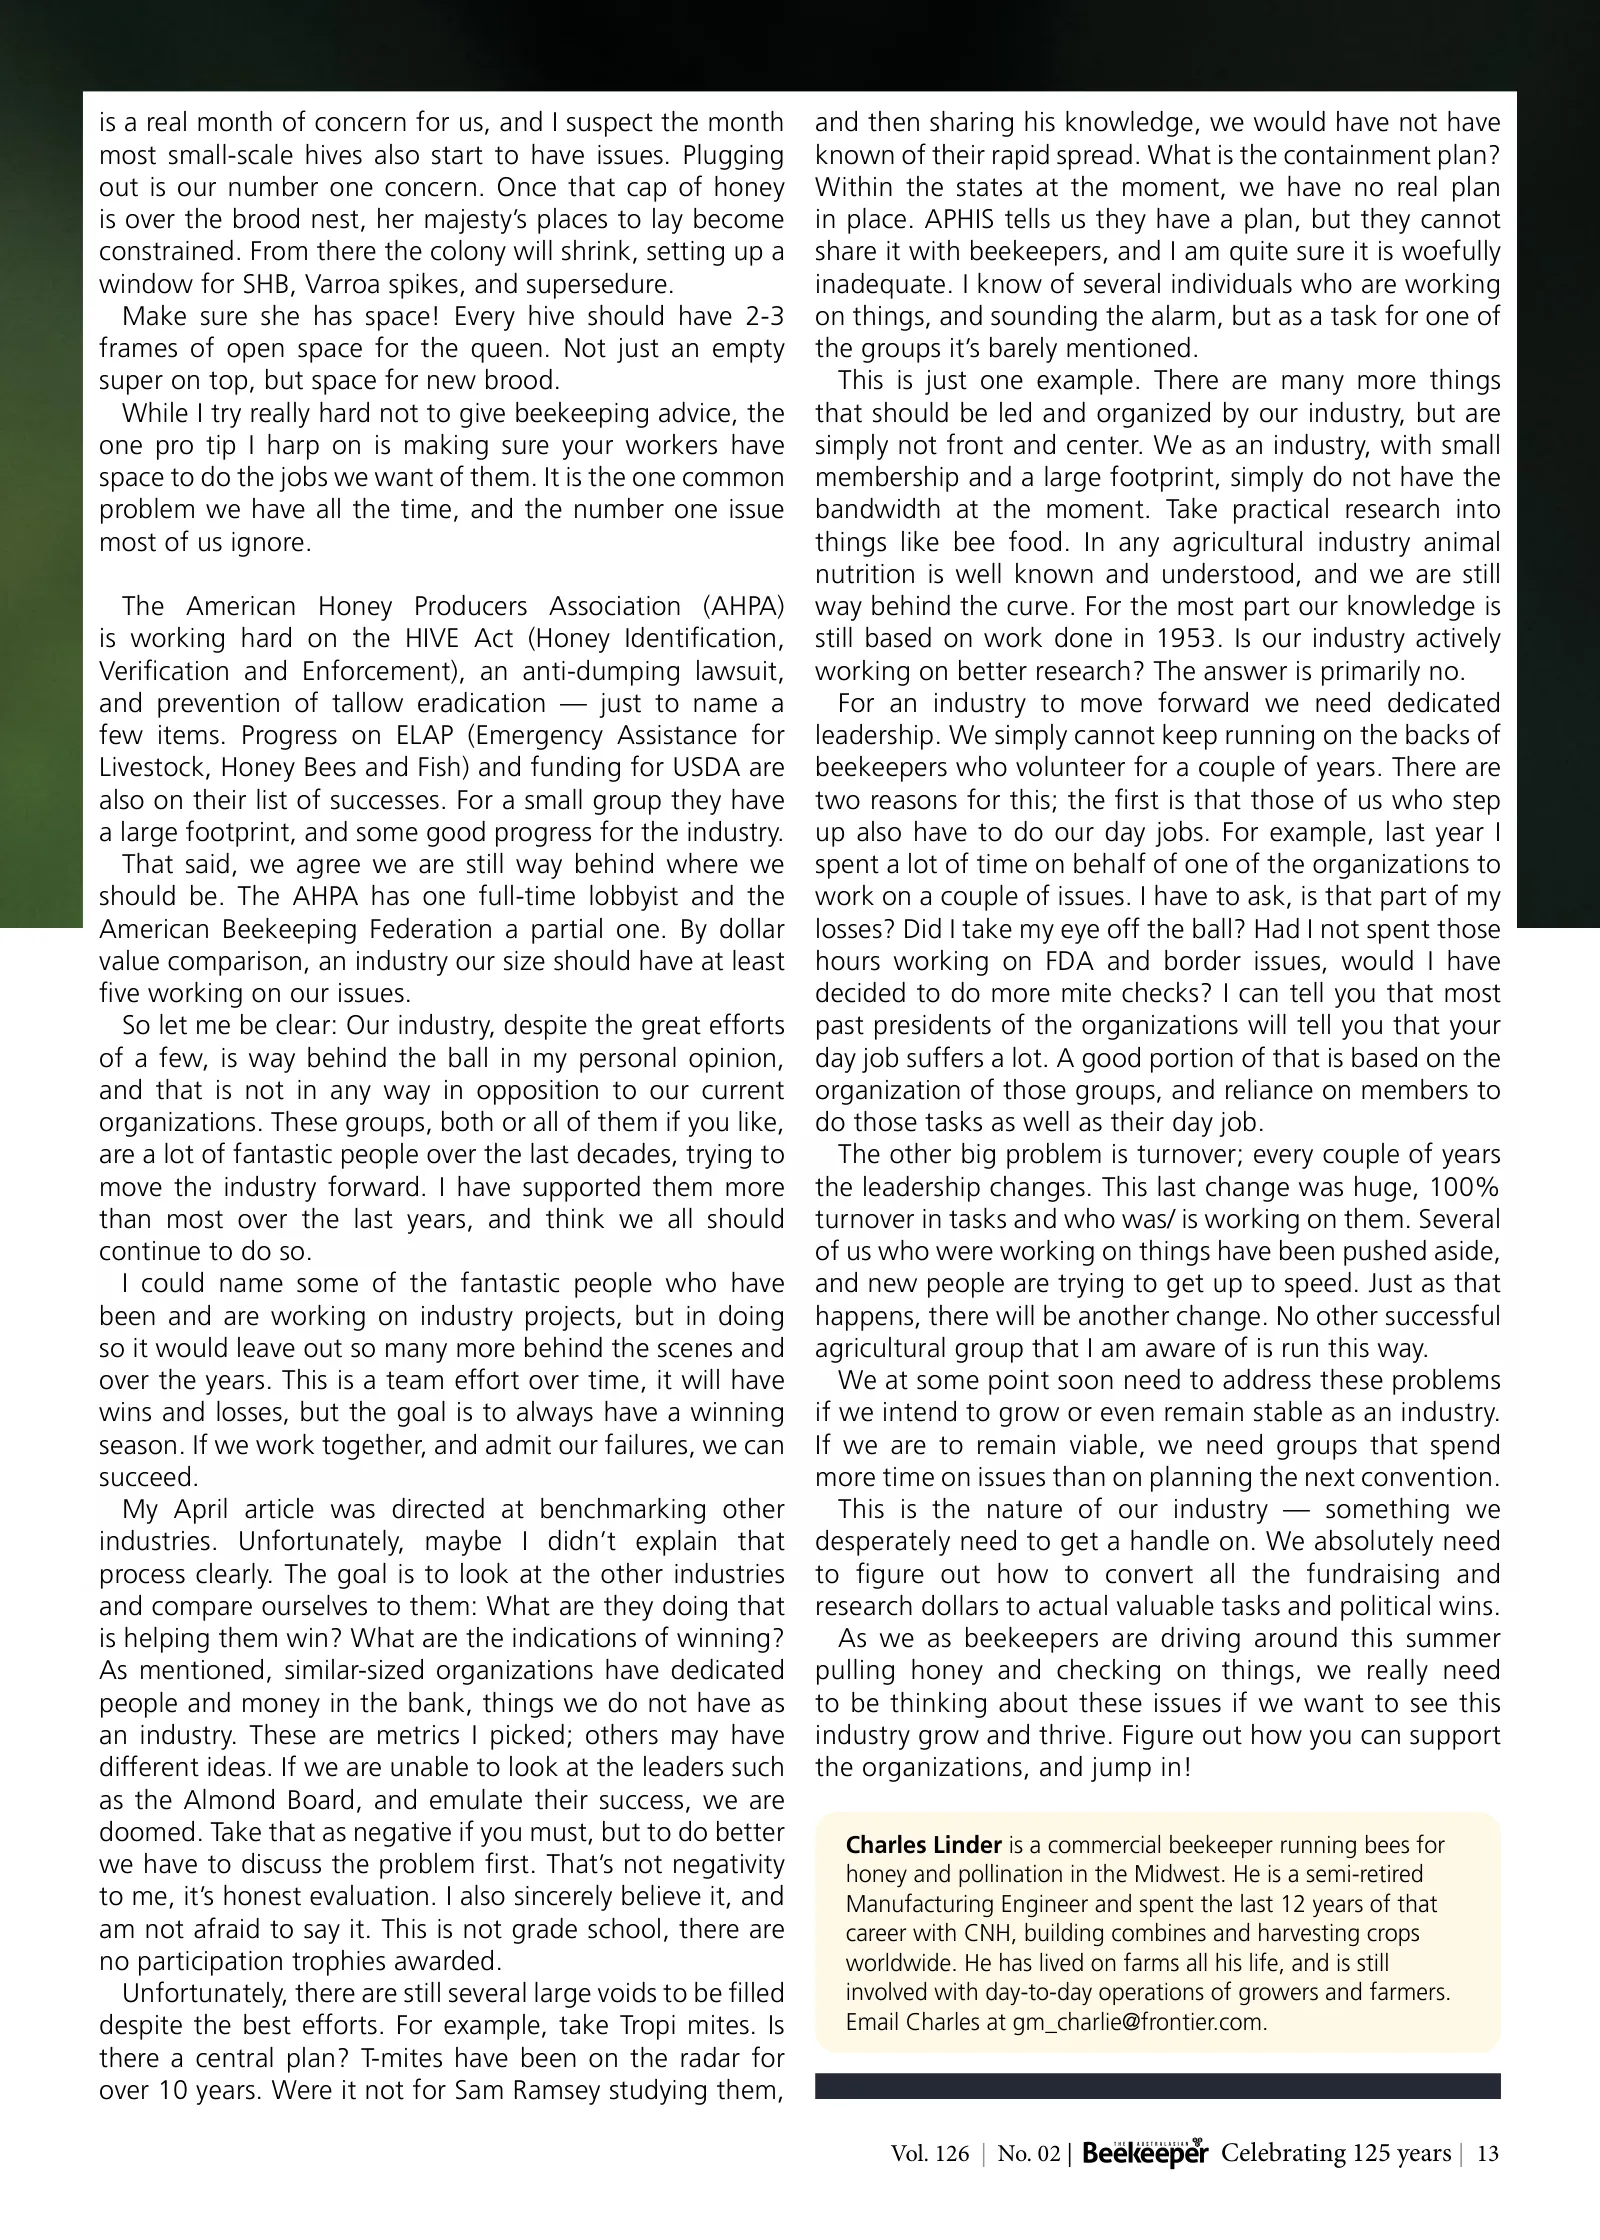 is a real month of concern for us, and I suspect the month
most small-scale hives also start to have issues. Plugging
out is our number one concern. Once that cap of honey
is over the brood nest, her majesty’s places to lay become
constrained. From there the colony will shrink, setting up a
window for SHB, Varroa spikes, and supersedure.
Make sure she has space! Every hive should have 2-3
frames of open space for the queen. Not just an empty
super on top, but space for new brood.
While I try really hard not to give beekeeping advice, the
one pro tip I harp on is making sure your workers have
space to do the jobs we want of them. It is the one common
problem we have all the time, and the number one issue
most of us ignore.
The American Honey Producers Association (AHPA)
is working hard on the HIVE Act (Honey Identification,
Verification and Enforcement), an anti-dumping lawsuit,
and prevention of tallow eradication — just to name a
few items. Progress on ELAP (Emergency Assistance for
Livestock, Honey Bees and Fish) and funding for USDA are
also on their list of successes. For a small group they have
a large footprint, and some good progress for the industry.
That said, we agree we are still way behind where we
should be. The AHPA has one full-time lobbyist and the
American Beekeeping Federation a partial one. By dollar
value comparison, an industry our size should have at least
five working on our issues.
So let me be clear: Our industry, despite the great efforts
of a few, is way behind the ball in my personal opinion,
and that is not in any way in opposition to our current
organizations. These groups, both or all of them if you like,
are a lot of fantastic people over the last decades, trying to
move the industry forward. I have supported them more
than most over the last years, and think we all should
continue to do so.
I could name some of the fantastic people who have
been and are working on industry projects, but in doing
so it would leave out so many more behind the scenes and
over the years. This is a team effort over time, it will have
wins and losses, but the goal is to always have a winning
season. If we work together, and admit our failures, we can
succeed.
My April article was directed at benchmarking other
industries. Unfortunately, maybe I didn’t explain that
process clearly. The goal is to look at the other industries
and compare ourselves to them: What are they doing that
is helping them win? What are the indications of winning?
As mentioned, similar-sized organizations have dedicated
people and money in the bank, things we do not have as
an industry. These are metrics I picked; others may have
different ideas. If we are unable to look at the leaders such
as the Almond Board, and emulate their success, we are
doomed. Take that as negative if you must, but to do better
we have to discuss the problem first. That’s not negativity
to me, it’s honest evaluation. I also sincerely believe it, and
am not afraid to say it. This is not grade school, there are
no participation trophies awarded.
Unfortunately, there are still several large voids to be filled
despite the best efforts. For example, take Tropi mites. Is
there a central plan? T-mites have been on the radar for
over 10 years. Were it not for Sam Ramsey studying them,
and then sharing his knowledge, we would have not have
known of their rapid spread. What is the containment plan?
Within the states at the moment, we have no real plan
in place. APHIS tells us they have a plan, but they cannot
share it with beekeepers, and I am quite sure it is woefully
inadequate. I know of several individuals who are working
on things, and sounding the alarm, but as a task for one of
the groups it’s barely mentioned.
This is just one example. There are many more things
that should be led and organized by our industry, but are
simply not front and center. We as an industry, with small
membership and a large footprint, simply do not have the
bandwidth at the moment. Take practical research into
things like bee food. In any agricultural industry animal
nutrition is well known and understood, and we are still
way behind the curve. For the most part our knowledge is
still based on work done in 1953. Is our industry actively
working on better research? The answer is primarily no.
For an industry to move forward we need dedicated
leadership. We simply cannot keep running on the backs of
beekeepers who volunteer for a couple of years. There are
two reasons for this; the first is that those of us who step
up also have to do our day jobs. For example, last year I
spent a lot of time on behalf of one of the organizations to
work on a couple of issues. I have to ask, is that part of my
losses? Did I take my eye off the ball? Had I not spent those
hours working on FDA and border issues, would I have
decided to do more mite checks? I can tell you that most
past presidents of the organizations will tell you that your
day job suffers a lot. A good portion of that is based on the
organization of those groups, and reliance on members to
do those tasks as well as their day job.
The other big problem is turnover; every couple of years
the leadership changes. This last change was huge, 100%
turnover in tasks and who was/ is working on them. Several
of us who were working on things have been pushed aside,
and new people are trying to get up to speed. Just as that
happens, there will be another change. No other successful
agricultural group that I am aware of is run this way.
We at some point soon need to address these problems
if we intend to grow or even remain stable as an industry.
If we are to remain viable, we need groups that spend
more time on issues than on planning the next convention.
This is the nature of our industry — something we
desperately need to get a handle on. We absolutely need
to figure out how to convert all the fundraising and
research dollars to actual valuable tasks and political wins.
As we as beekeepers are driving around this summer
pulling honey and checking on things, we really need
to be thinking about these issues if we want to see this
industry grow and thrive. Figure out how you can support
the organizations, and jump in!
Charles Linder is a commercial beekeeper running bees for
honey and pollination in the Midwest. He is a semi-retired
Manufacturing Engineer and spent the last 12 years of that
career with CNH, building combines and harvesting crops
worldwide. He has lived on farms all his life, and is still
involved with day-to-day operations of growers and farmers.
Email Charles at gm_charlie@frontier.com.
Vol. 126 | No. 02 | THE AUSTRALASIAN Beekeeper Celebrating 125 years | 13